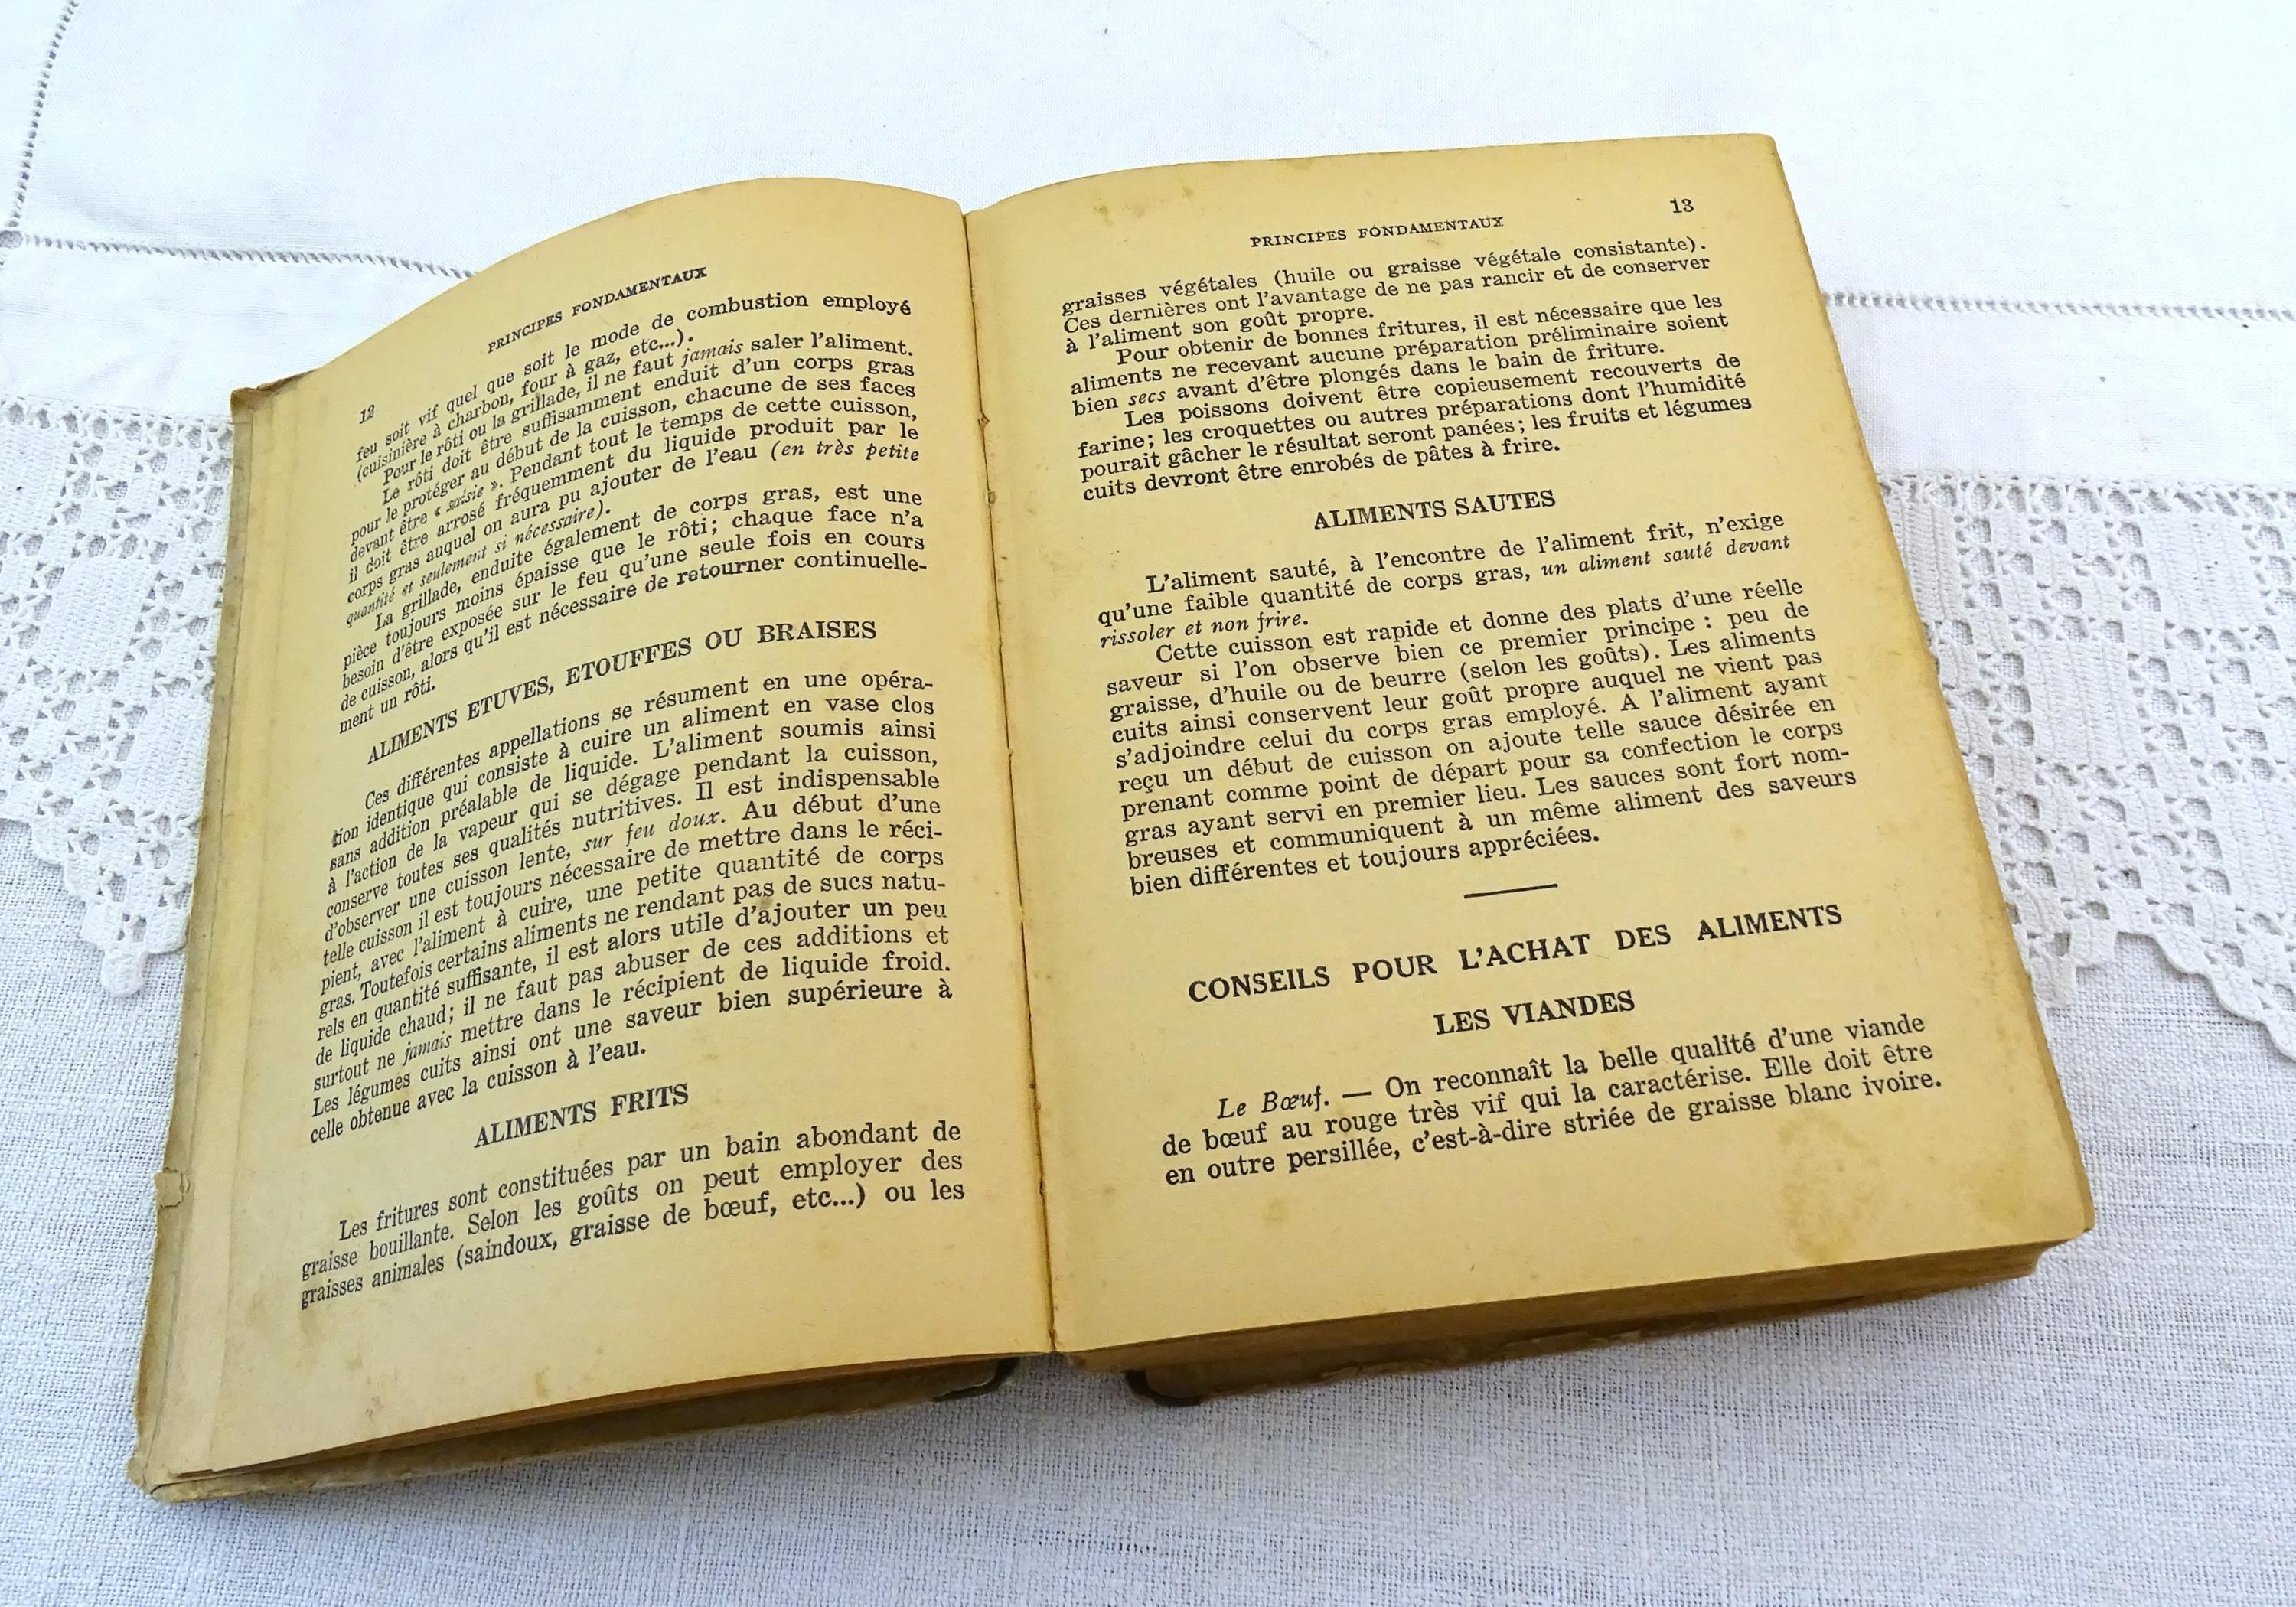 12
PRINCIPES FONDAMENTAUX
feu soit vif quel que soit le mode de combustion employé
(cuisinière à charbon, four à gaz, etc...).
Pour le rôti ou la grillade, il ne faut jamais saler l'aliment.
Le rôti doit être suffisamment enduit d'un corps gras
pour le protéger au début de la cuisson, chacune de ses faces
devant être « saisie ». Pendant tout le temps de cette cuisson,
il doit être arrosé fréquemment du liquide produit par le
corps gras auquel on aura pu ajouter de l'eau (en très petite
quantité et seulement si nécessaire).
La grillade, enduite également de corps gras, est une
pièce toujours moins épaisse que le rôti; chaque face n'a
besoin d'être exposée sur le feu qu'une seule fois en cours
de cuisson, alors qu'il est nécessaire de retourner continuelle-
ment un rôti.
ALIMENTS ETUVES, ETOUFFES OU BRAISES
Ces différentes appellations se résument en une opéra-
tion identique qui consiste à cuire un aliment en vase clos
sans addition préalable de liquide. L'aliment soumis ainsi
à l'action de la vapeur qui se dégage pendant la cuisson,
conserve toutes ses qualités nutritives. Il est indispensable
d'observer une cuisson lente, sur feu doux. Au début d'une
telle cuisson il est toujours nécessaire de mettre dans le réci-
pient, avec l'aliment à cuire, une petite quantité de corps
gras. Toutefois certains aliments ne rendant pas de sucs natu-
rels en quantité suffisante, il est alors utile d'ajouter un peu
de liquide chaud; il ne faut pas abuser de ces additions et
surtout ne jamais mettre dans le récipient de liquide froid.
Les légumes cuits ainsi ont une saveur bien supérieure à
celle obtenue avec la cuisson à l'eau.
ALIMENTS FRITS
Les fritures sont constituées par un bain abondant de
graisse bouillante. Selon les goûts on peut employer des
graisses animales (saindoux, graisse de bœuf, etc...) ou les
PRINCIPES FONDAMENTAUX
13
graisses végétales (huile ou graisse végétale consistante).
Ces dernières ont l'avantage de ne pas rancir et de conserver
à l'aliment son goût propre.
Pour obtenir de bonnes fritures, il est nécessaire que les
aliments ne recevant aucune préparation préliminaire soient
bien secs avant d'être plongés dans le bain de friture.
Les poissons doivent être copieusement recouverts de
farine; les croquettes ou autres préparations dont l'humidité
pourait gâcher le résultat seront panées; les fruits et légumes
cuits devront être enrobés de pâtes à frire.
ALIMENTS SAUTES
L'aliment sauté, à l'encontre de l'aliment frit, n'exige
qu'une faible quantité de corps gras, un aliment sauté devant
rissoler et non frire.
Cette cuisson est rapide et donne des plats d'une réelle
saveur si l'on observe bien ce premier principe : peu de
graisse, d'huile ou de beurre (selon les goûts). Les aliments
cuits ainsi conservent leur goût propre auquel ne vient pas
s'adjoindre celui du corps gras employé. A l'aliment ayant
reçu un début de cuisson on ajoute telle sauce désirée en
prenant comme point de départ pour sa confection le corps
gras ayant servi en premier lieu. Les sauces sont fort nom-
breuses et communiquent à un même aliment des saveurs
bien différentes et toujours appréciées.
CONSEILS POUR L'ACHAT DES ALIMENTS
LES VIANDES
Le Bœuf. — On reconnaît la belle qualité d'une viande
de bœuf au rouge très vif qui la caractérise. Elle doit être
en outre persillée, c'est-à-dire striée de graisse blanc ivoire.